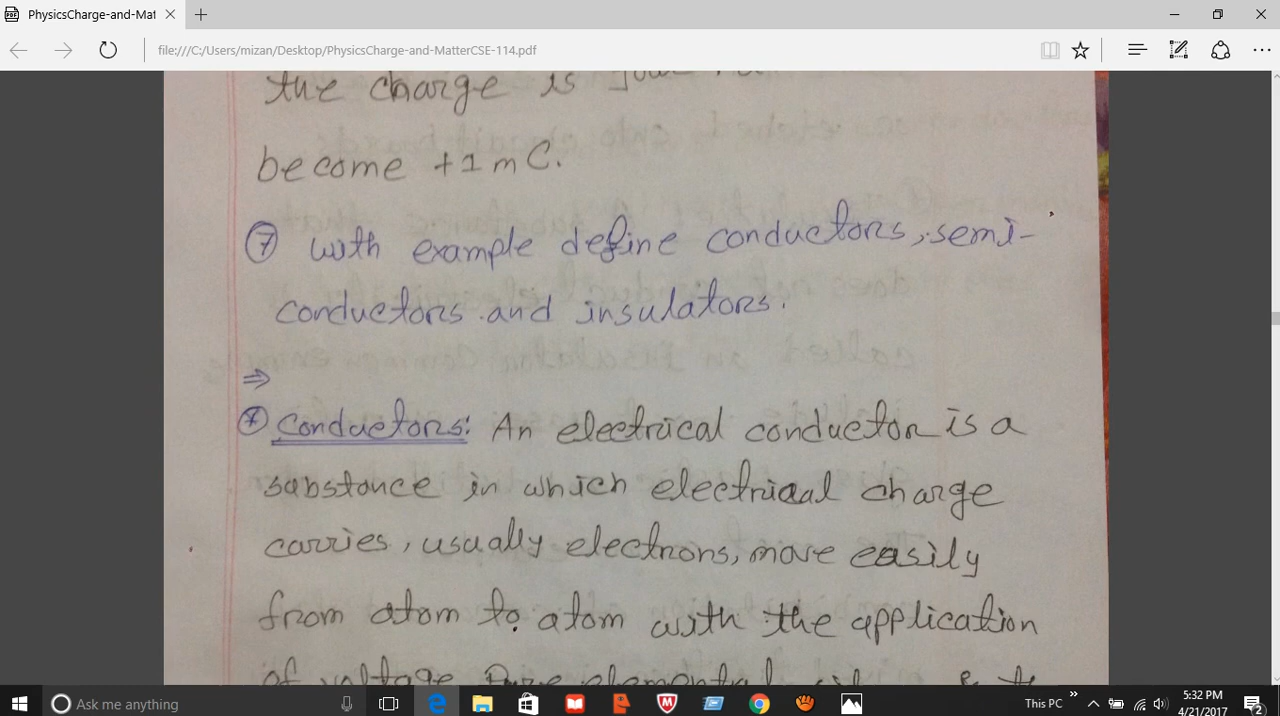 PhysicsCharge-and-Mat
file:///C:/Users/mizan/Desktop/PhysicsCharge-and-MatterCSE-114.pdf
the charge is
become +1 mC.
7 with example define conductors, semi-
conductors and insulators.
⇒
* Conductors: An electrical conductor is a
substance in which electrical charge
carries, usually electrons, move easily
from atom to atom with the application
of voltage
Ask me anything
This PC
»
5:32 PM
4/21/2017
2